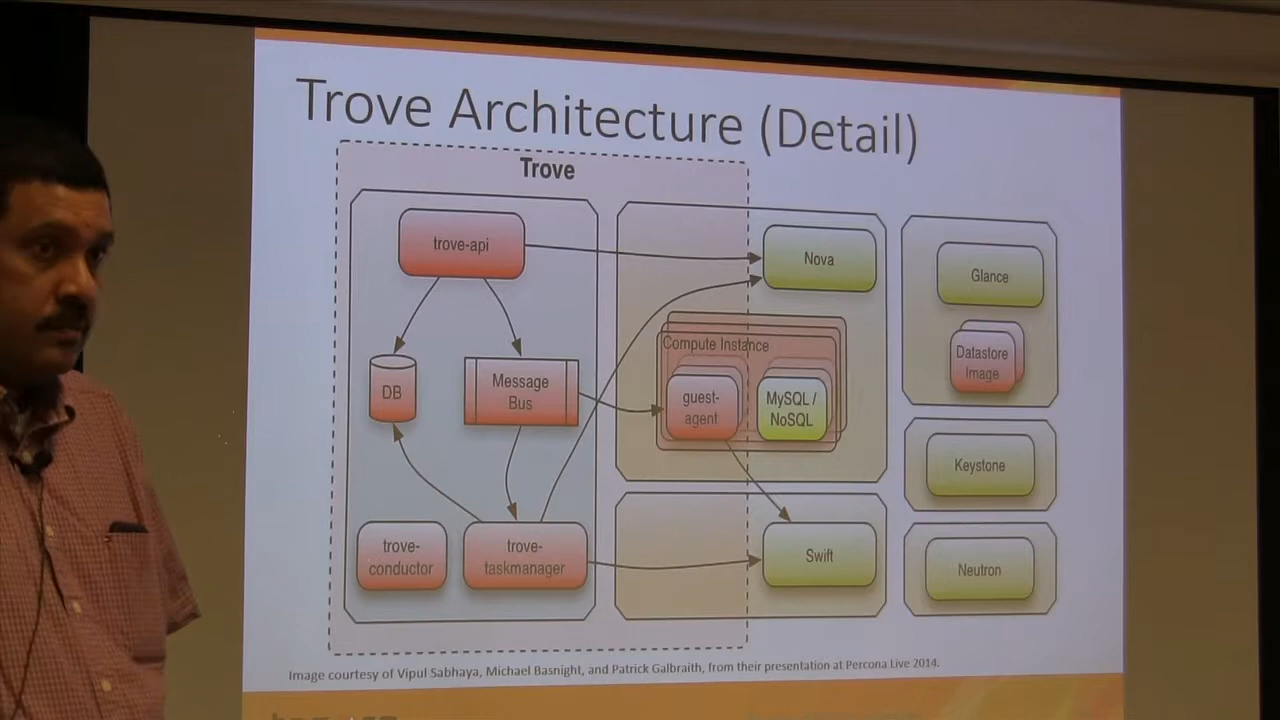 Trove Architecture (Detail)
Trove
trove-api
Nova
Glance
Compute Instance
Datastore
Image
DB
Message
Bus
guest-
agent
MySQL /
NoSQL
Keystone
trove-
conductor
trove-
taskmanager
Swift
Neutron
Image courtesy of Vipul Sabhaya, Michael Basnight, and Patrick Galbraith, from their presentation at Percona Live 2014.